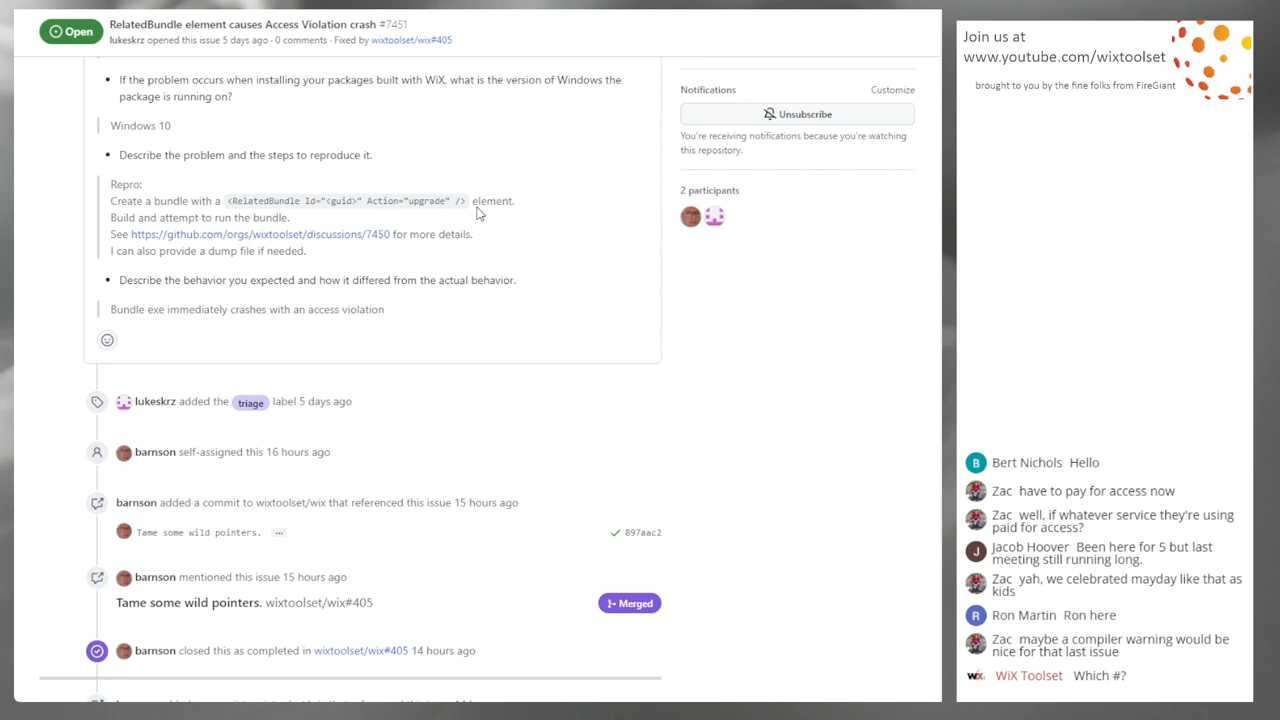 Open
RelatedBundle element causes Access Violation crash #7451
lukeskrz opened this issue 5 days ago · 0 comments · Fixed by wixtoolset/wix#405
• If the problem occurs when installing your packages built with WiX, what is the version of Windows the
package is running on?
Windows 10
• Describe the problem and the steps to reproduce it.
Repro:
Create a bundle with a <RelatedBundle Id="<guid>" Action="upgrade" /> element.
Build and attempt to run the bundle.
See https://github.com/orgs/wixtoolset/discussions/7450 for more details.
I can also provide a dump file if needed.
• Describe the behavior you expected and how it differed from the actual behavior.
Bundle exe immediately crashes with an access violation
lukeskrz added the triage label 5 days ago
barnson self-assigned this 16 hours ago
barnson added a commit to wixtoolset/wix that referenced this issue 15 hours ago
Tame some wild pointers. ... 897aac2
barnson mentioned this issue 15 hours ago
Tame some wild pointers. wixtoolset/wix#405 Merged
barnson closed this as completed in wixtoolset/wix#405 14 hours ago
Notifications Customize
Unsubscribe
You're receiving notifications because you're watching
this repository.
2 participants
Join us at
www.youtube.com/wixtoolset
brought to you by the fine folks from FireGiant
B Bert Nichols Hello
Zac have to pay for access now
Zac well, if whatever service they're using
paid for access?
J Jacob Hoover Been here for 5 but last
meeting still running long.
Zac yah, we celebrated mayday like that as
kids
R Ron Martin Ron here
Zac maybe a compiler warning would be
nice for that last issue
WiX WiX Toolset Which #?